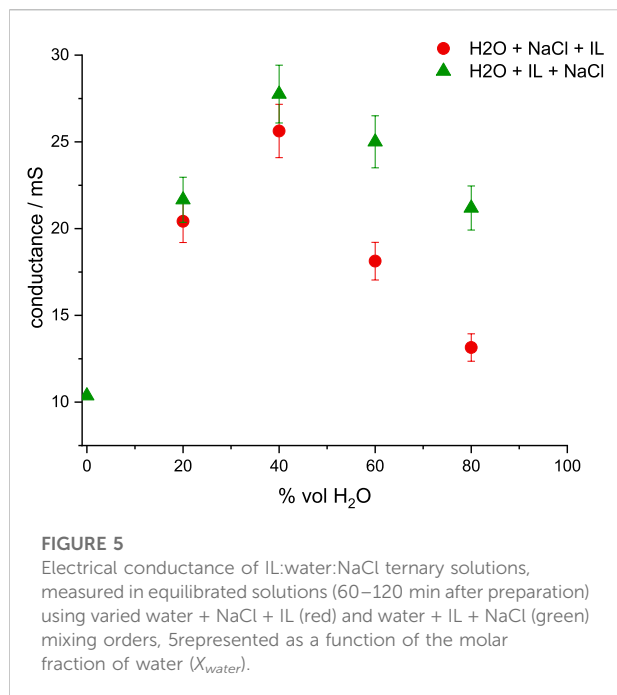 30
25
20
15
10
conductance / mS
H2O + NaCl + IL
H2O + IL + NaCl
0 20 40 60 80 100
% vol H₂O
FIGURE 5
Electrical conductance of IL:water:NaCl ternary solutions,
measured in equilibrated solutions (60–120 min after preparation)
using varied water + NaCl + IL (red) and water + IL + NaCl (green)
mixing orders, 5represented as a function of the molar
fraction of water (Xwater).